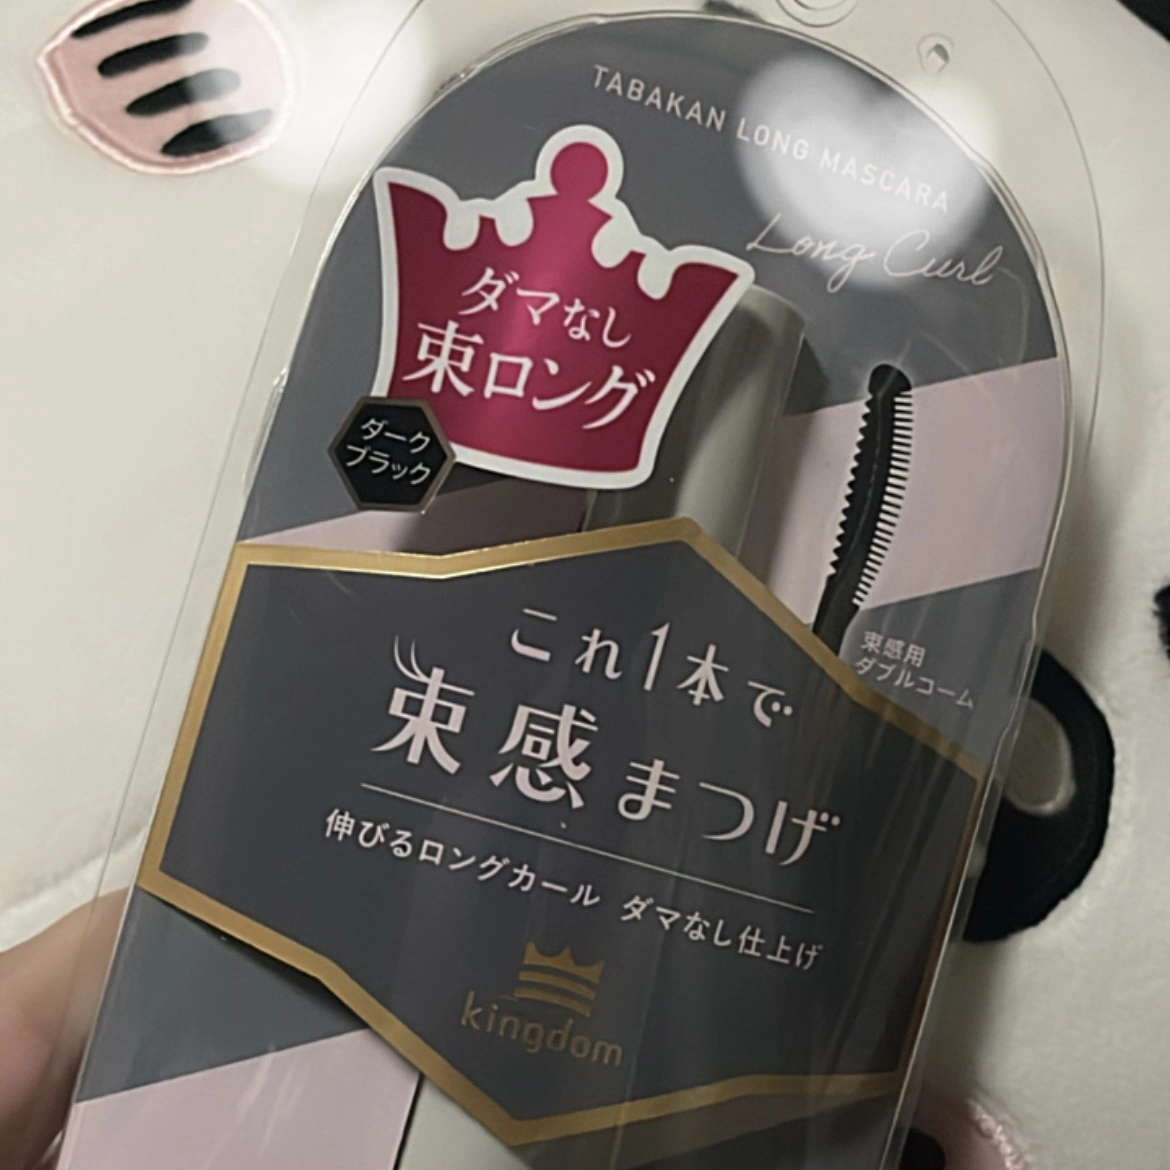 TABAKAN LONG MASCARA
Long Curl
ダマなし
束ロング
ダーク
ブラック
束感用
ダブルコーム
これ1本で
束感まつげ
伸びるロングカール ダマなし仕上げ
kingdom